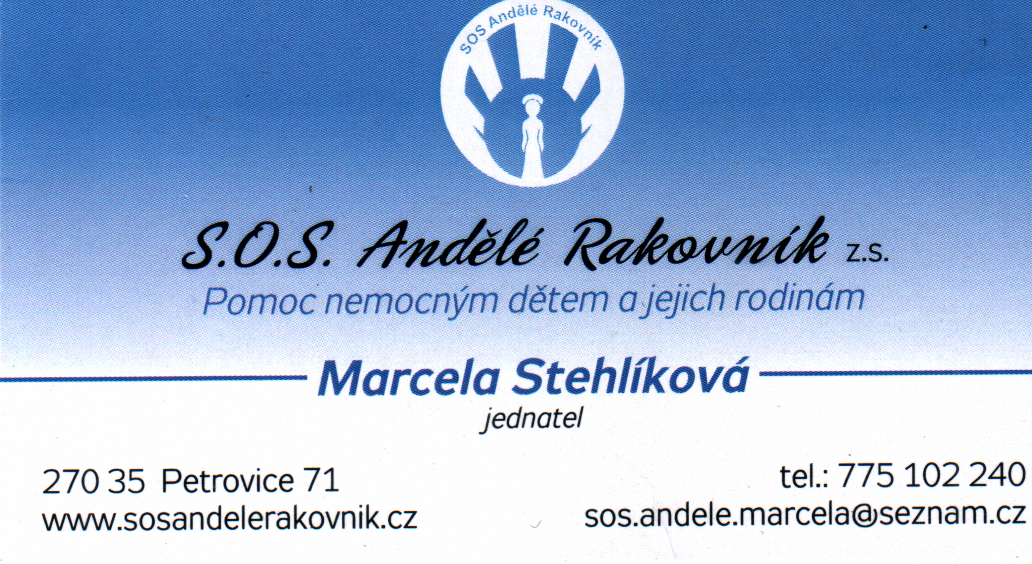 SOS Andělé Rakovník
S.O.S. Andělé Rakovník z.s.
Pomoc nemocným dětem a jejich rodinám
Marcela Stehlíková
jednatel
270 35 Petrovice 71
tel.: 775 102 240
www.sosandelerakovnik.cz
sos.andele.marcela@seznam.cz